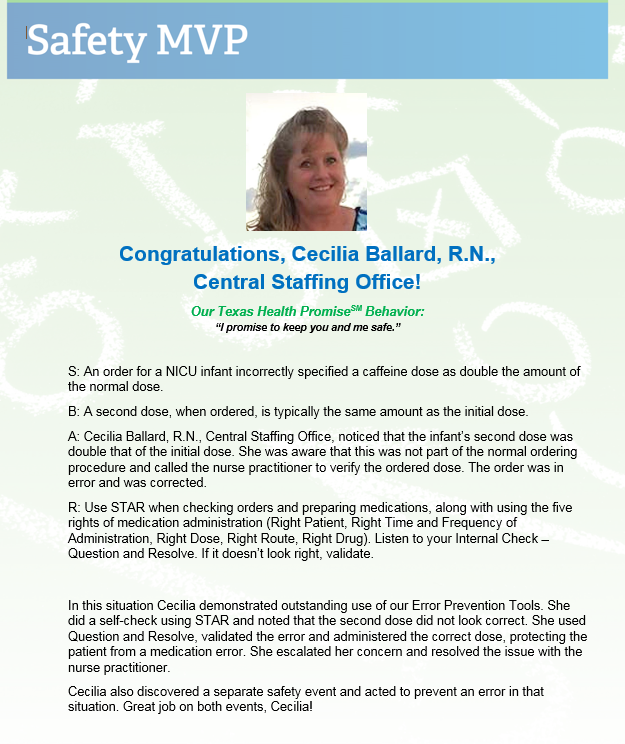 Safety MVP
Congratulations, Cecilia Ballard, R.N.,
Central Staffing Office!
Our Texas Health Promise℠ Behavior:
“I promise to keep you and me safe.”
S: An order for a NICU infant incorrectly specified a caffeine dose as double the amount of
the normal dose.
B: A second dose, when ordered, is typically the same amount as the initial dose.
A: Cecilia Ballard, R.N., Central Staffing Office, noticed that the infant’s second dose was
double that of the initial dose. She was aware that this was not part of the normal ordering
procedure and called the nurse practitioner to verify the ordered dose. The order was in
error and was corrected.
R: Use STAR when checking orders and preparing medications, along with using the five
rights of medication administration (Right Patient, Right Time and Frequency of
Administration, Right Dose, Right Route, Right Drug). Listen to your Internal Check –
Question and Resolve. If it doesn’t look right, validate.
In this situation Cecilia demonstrated outstanding use of our Error Prevention Tools. She
did a self-check using STAR and noted that the second dose did not look correct. She used
Question and Resolve, validated the error and administered the correct dose, protecting the
patient from a medication error. She escalated her concern and resolved the issue with the
nurse practitioner.
Cecilia also discovered a separate safety event and acted to prevent an error in that
situation. Great job on both events, Cecilia!